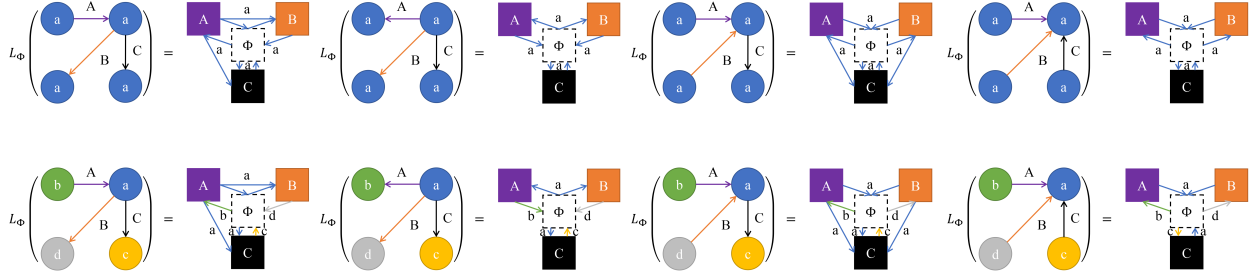 a A a A a B a a A B a a A a
L_Φ B C = a Φ a L_Φ B C = a Φ a L_Φ B C = a Φ a L_Φ B C = a Φ a
a a a C a a a C a a a C a a a C
b A a A a B b A a A a B b A a A a B b A a A a B
L_Φ B C = b Φ d L_Φ B C = b Φ d L_Φ B C = b Φ d L_Φ B C = b Φ d
d c a a c C d c a c C d c a c a C d c c a C